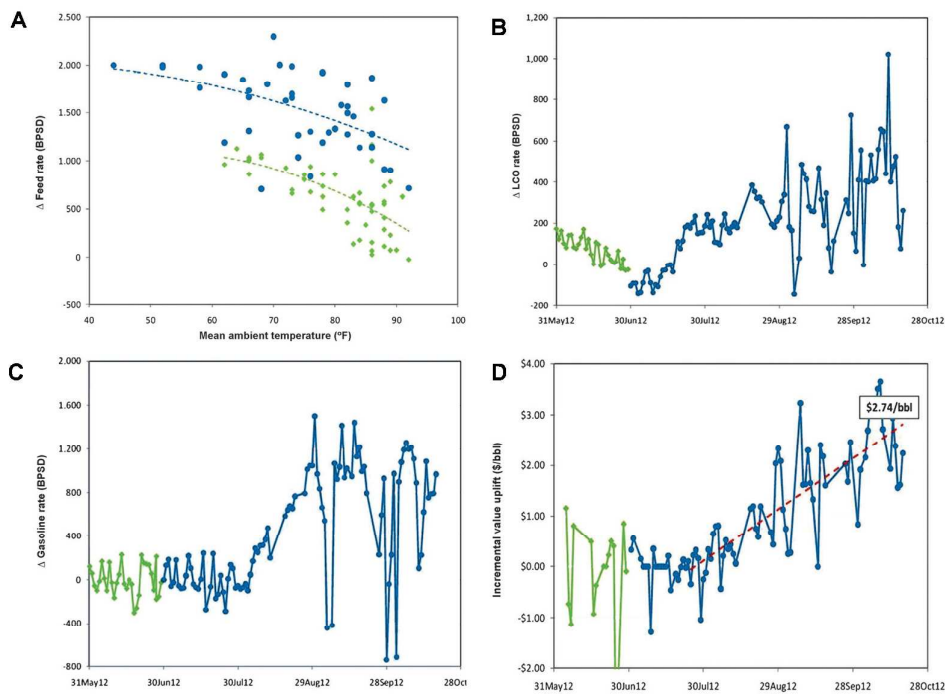 A
2.500
2.000
1.500
1.000
500
0
-500
Δ Feed rate (BPSD)
40 50 60 70 80 90 100
Mean ambient temperature (°F)
B
1,200
1,000
800
600
400
200
0
-200
Δ LCO rate (BPSD)
31May12 30Jun12 30Jul12 29Aug12 28Sep12 28Oct12
C
2.000
1.600
1.200
800
400
0
-400
-800
Δ Gasoline rate (BPSD)
31May12 30Jun12 30Jul12 29Aug12 28Sep12 28Oct12
D
$4.00
$3.00
$2.00
$1.00
$0.00
-$1.00
-$2.00
Incremental value uplift ($/bbl)
$2.74/bbl
31May12 30Jun12 30Jul12 29Aug12 28Sep12 28Oct12